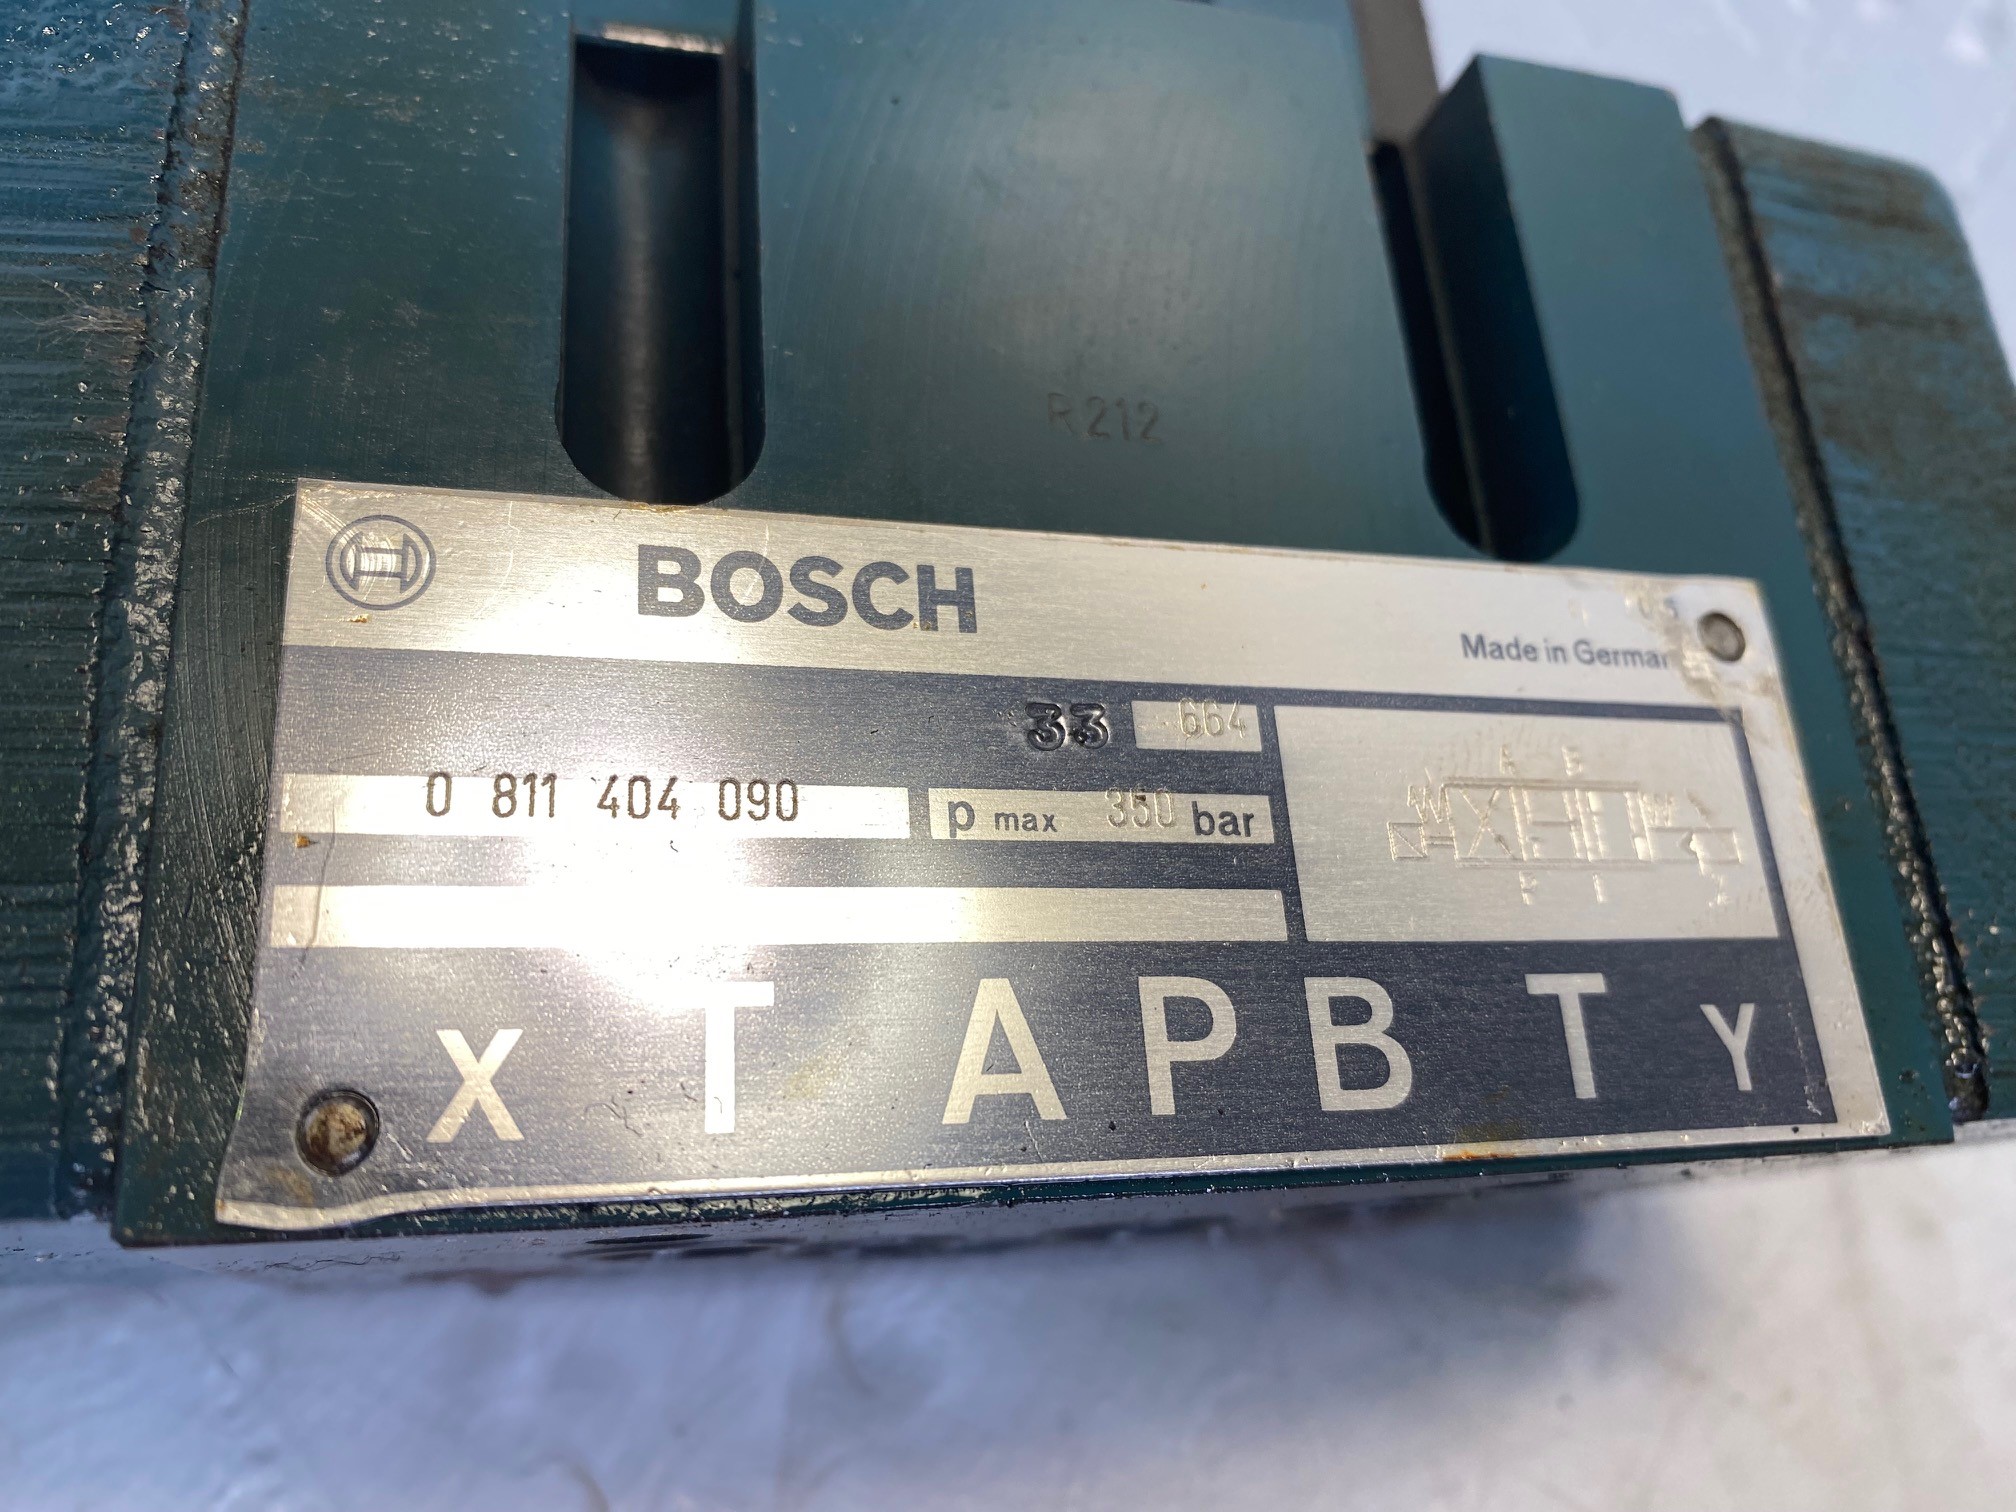 R212
BOSCH
Made in German
33 664
0 811 404 090 p max 350 bar
A B
P T
X T A P B T Y